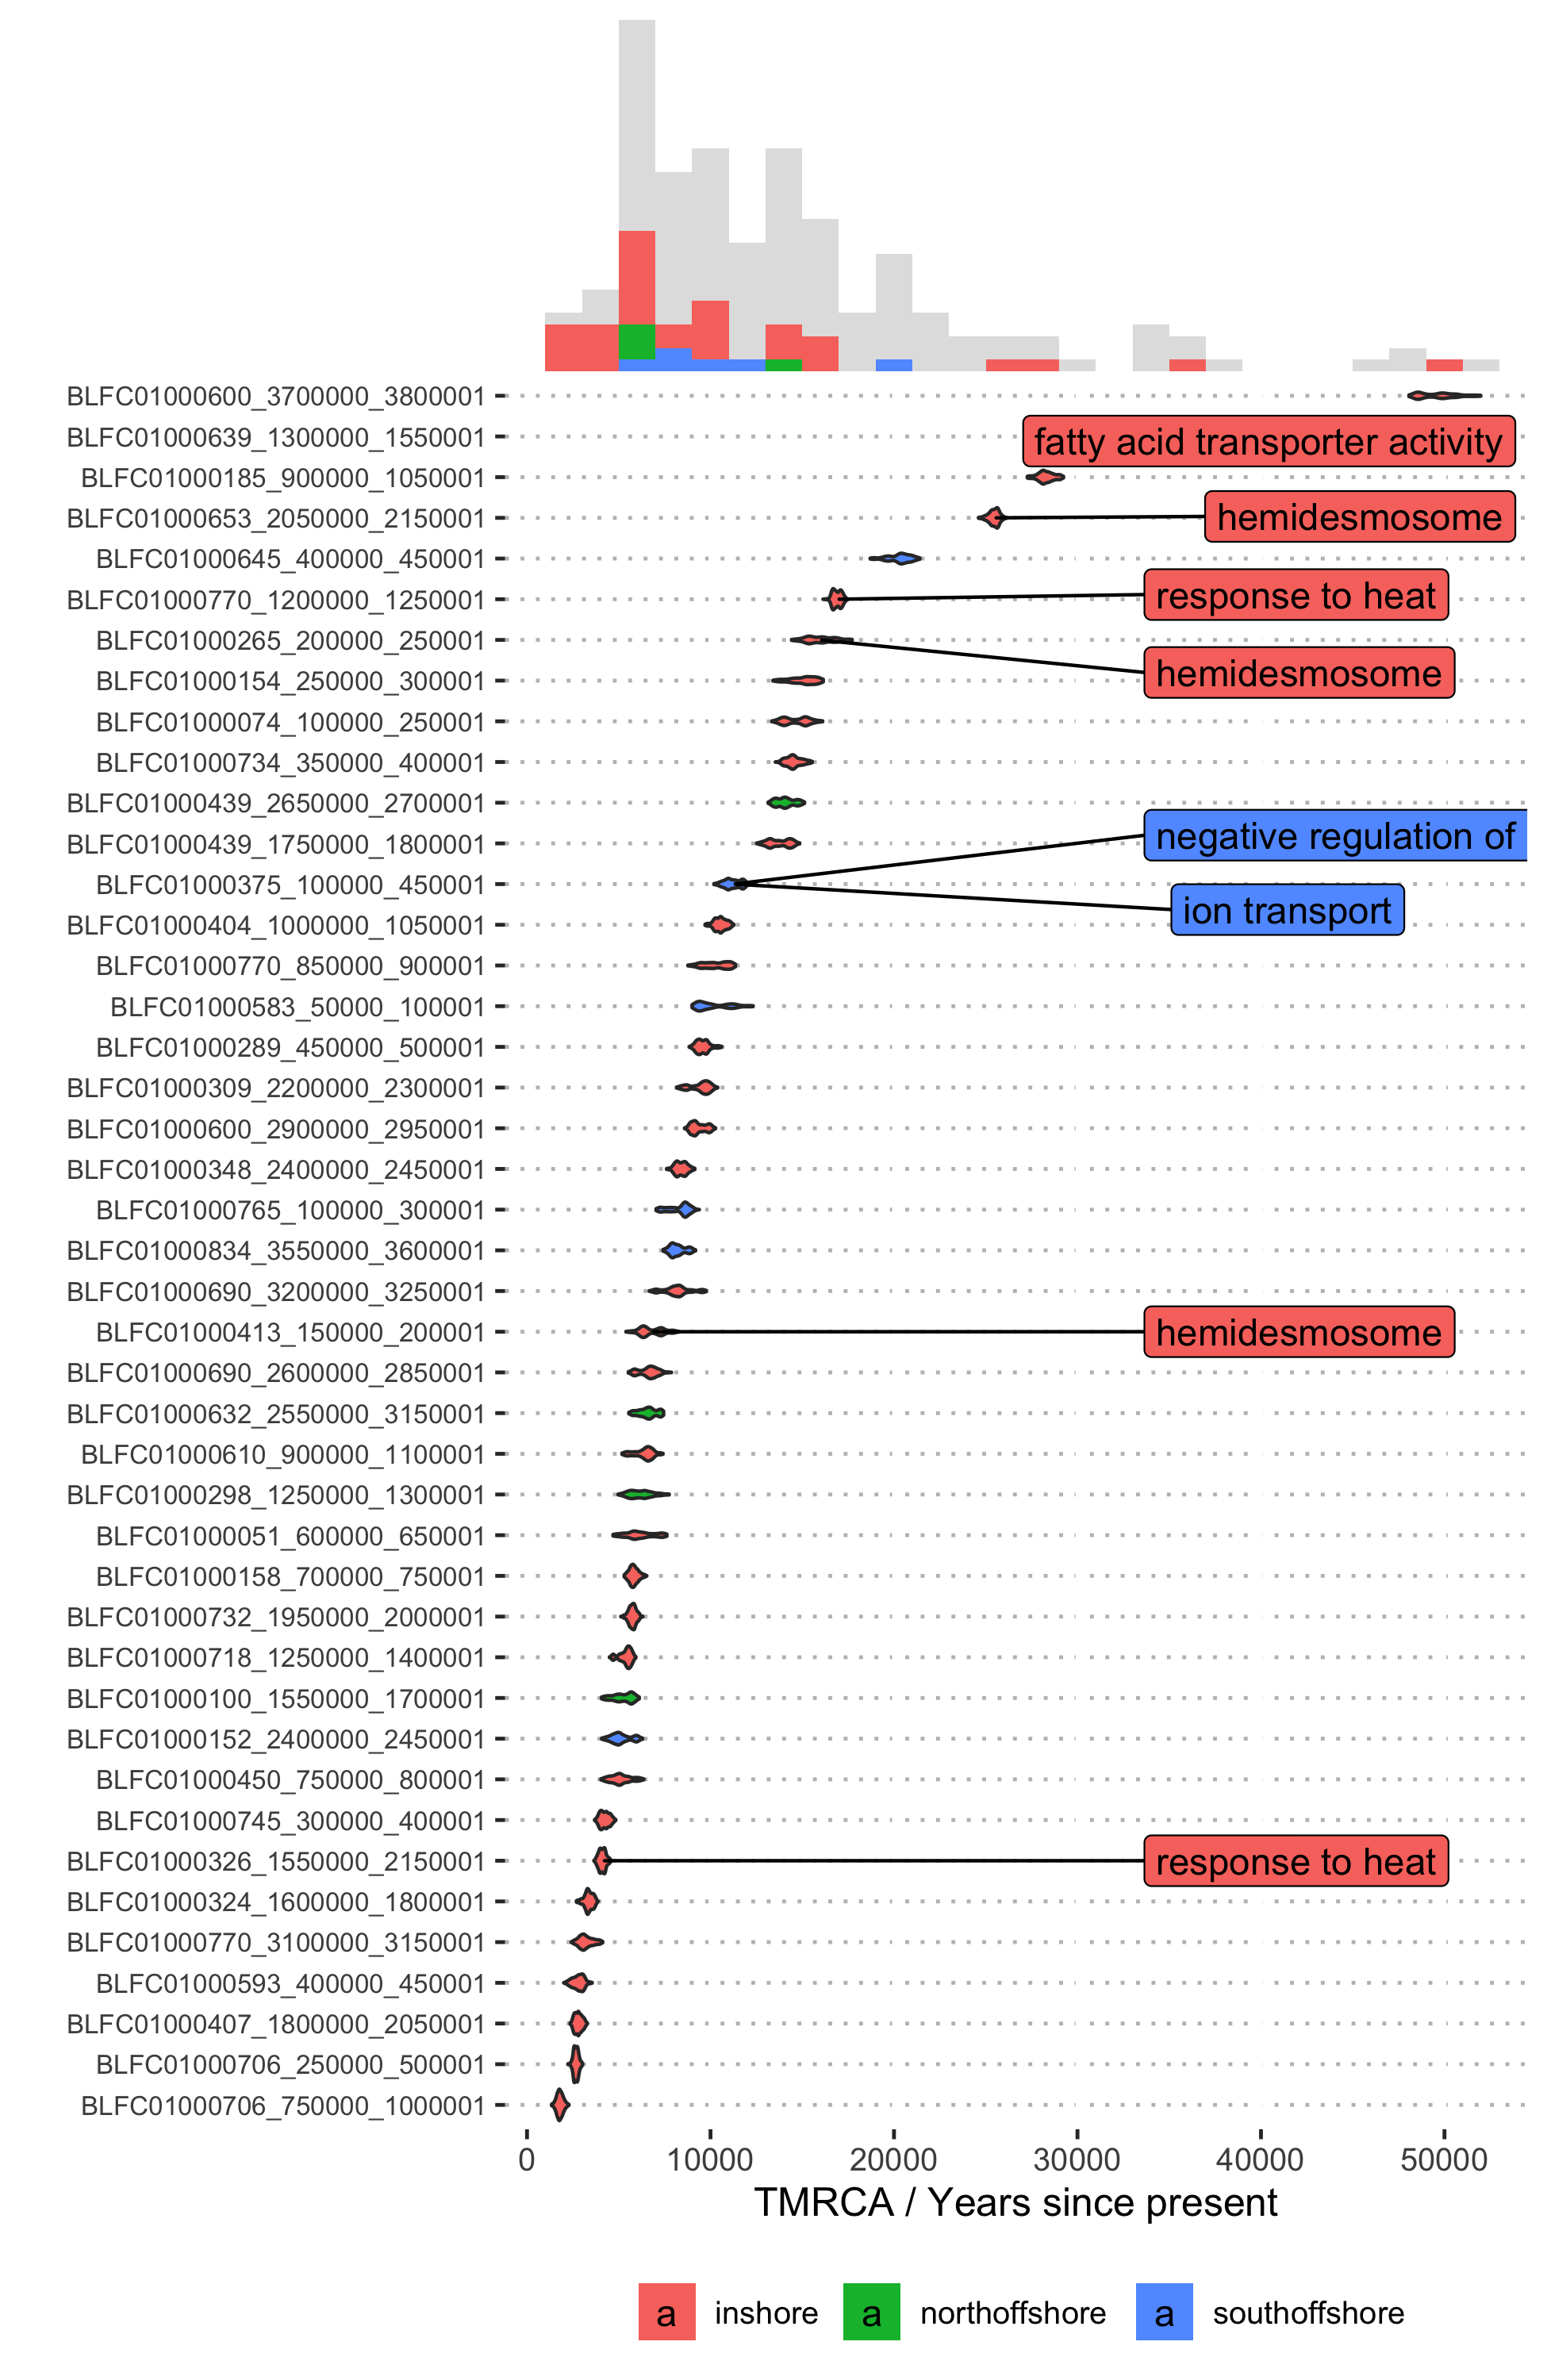 BLFC01000600_3700000_3800001
BLFC01000639_1300000_1550001
fatty acid transporter activity
BLFC01000185_900000_1050001
BLFC01000653_2050000_2150001
hemidesmosome
BLFC01000645_400000_450001
BLFC01000770_1200000_1250001
response to heat
BLFC01000265_200000_250001
hemidesmosome
BLFC01000154_250000_300001
BLFC01000074_100000_250001
BLFC01000734_350000_400001
BLFC01000439_2650000_2700001
negative regulation of
BLFC01000439_1750000_1800001
BLFC01000375_100000_450001
ion transport
BLFC01000404_1000000_1050001
BLFC01000770_850000_900001
BLFC01000583_50000_100001
BLFC01000289_450000_500001
BLFC01000309_2200000_2300001
BLFC01000600_2900000_2950001
BLFC01000348_2400000_2450001
BLFC01000765_100000_300001
BLFC01000834_3550000_3600001
BLFC01000690_3200000_3250001
BLFC01000413_150000_200001
hemidesmosome
BLFC01000690_2600000_2850001
BLFC01000632_2550000_3150001
BLFC01000610_900000_1100001
BLFC01000298_1250000_1300001
BLFC01000051_600000_650001
BLFC01000158_700000_750001
BLFC01000732_1950000_2000001
BLFC01000718_1250000_1400001
BLFC01000100_1550000_1700001
BLFC01000152_2400000_2450001
BLFC01000450_750000_800001
BLFC01000745_300000_400001
BLFC01000326_1550000_2150001
response to heat
BLFC01000324_1600000_1800001
BLFC01000770_3100000_3150001
BLFC01000593_400000_450001
BLFC01000407_1800000_2050001
BLFC01000706_250000_500001
BLFC01000706_750000_1000001
0 10000 20000 30000 40000 50000
TMRCA / Years since present
a inshore a northoffshore a southoffshore